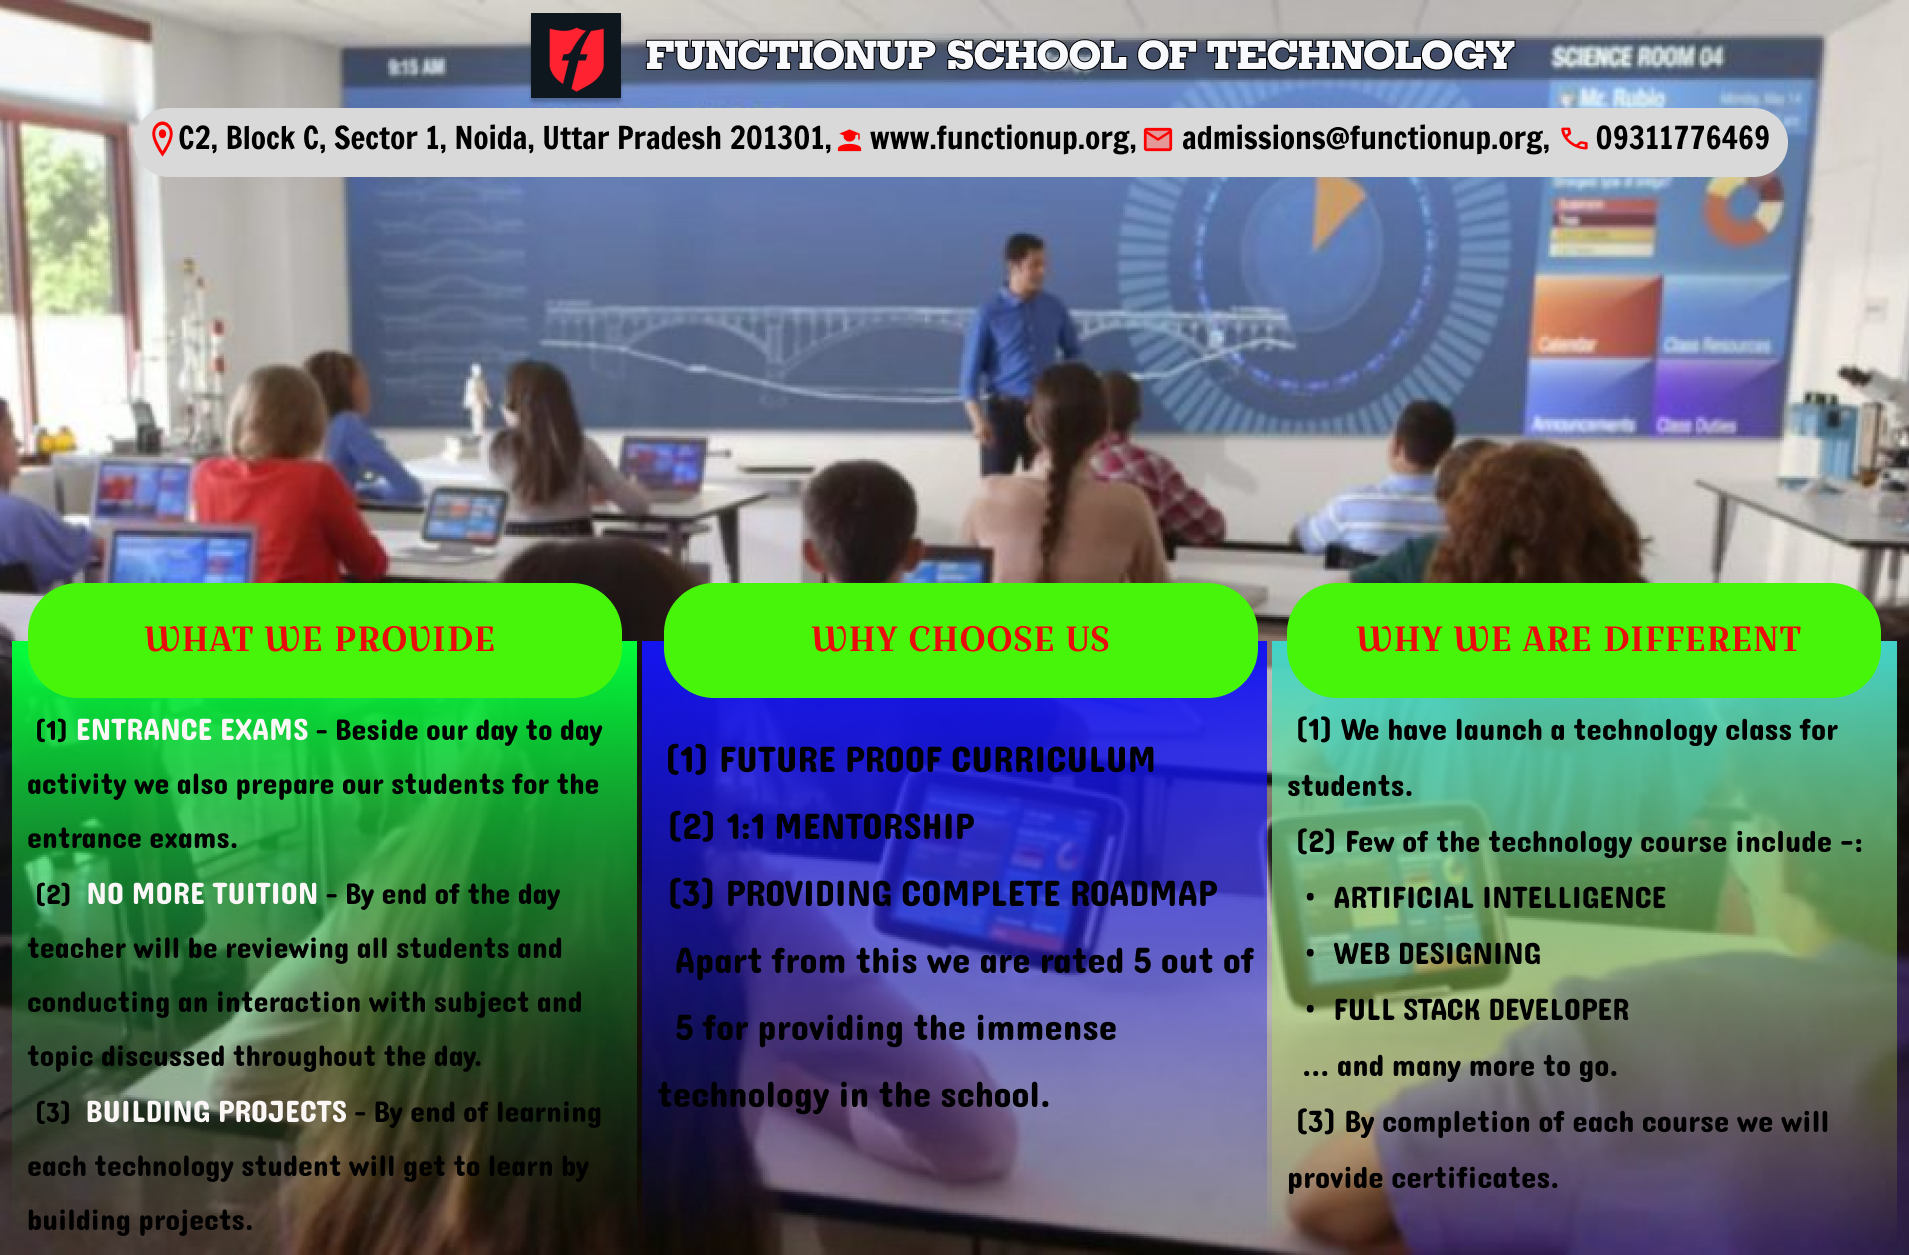 FUNCTIONUP SCHOOL OF TECHNOLOGY
9:15 AM
SCIENCE ROOM 04
Mr. Rubio
C2, Block C, Sector 1, Noida, Uttar Pradesh 201301, www.functionup.org, admissions@functionup.org, 09311776469
Calendar
Class Resources
Announcements
Class Duties
WHAT WE PROVIDE
(1) ENTRANCE EXAMS - Beside our day to day
activity we also prepare our students for the
entrance exams.
(2) NO MORE TUITION - By end of the day
teacher will be reviewing all students and
conducting an interaction with subject and
topic discussed throughout the day.
(3) BUILDING PROJECTS - By end of learning
each technology student will get to learn by
building projects.
WHY CHOOSE US
(1) FUTURE PROOF CURRICULUM
(2) 1:1 MENTORSHIP
(3) PROVIDING COMPLETE ROADMAP
Apart from this we are rated 5 out of
5 for providing the immense
technology in the school.
WHY WE ARE DIFFERENT
(1) We have launch a technology class for
students.
(2) Few of the technology course include -:
• ARTIFICIAL INTELLIGENCE
• WEB DESIGNING
• FULL STACK DEVELOPER
... and many more to go.
(3) By completion of each course we will
provide certificates.